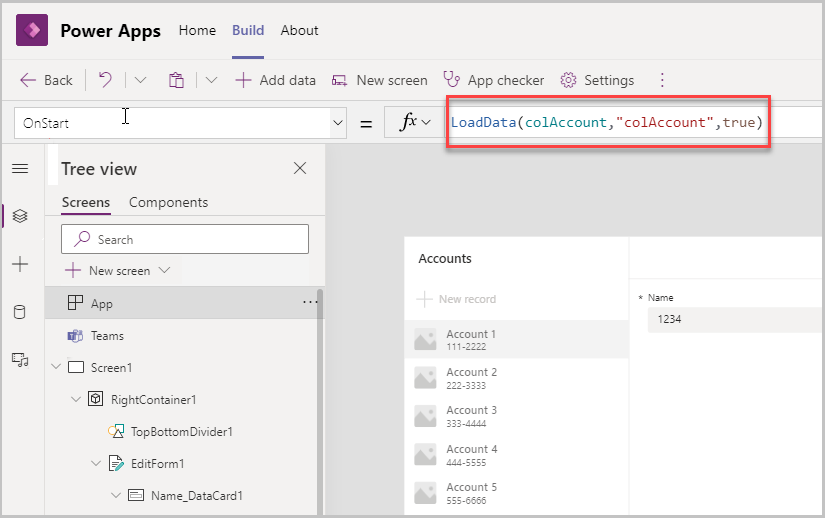 Power Apps Home Build About
Back Add data New screen App checker Settings
OnStart = fx LoadData(colAccount,"colAccount",true)
Tree view
Screens Components
Search
New screen
App
Teams
Screen1
RightContainer1
TopBottomDivider1
EditForm1
Name_DataCard1
Accounts
New record
Account 1
111-2222
Account 2
222-3333
Account 3
333-4444
Account 4
444-5555
Account 5
555-6666
* Name
1234